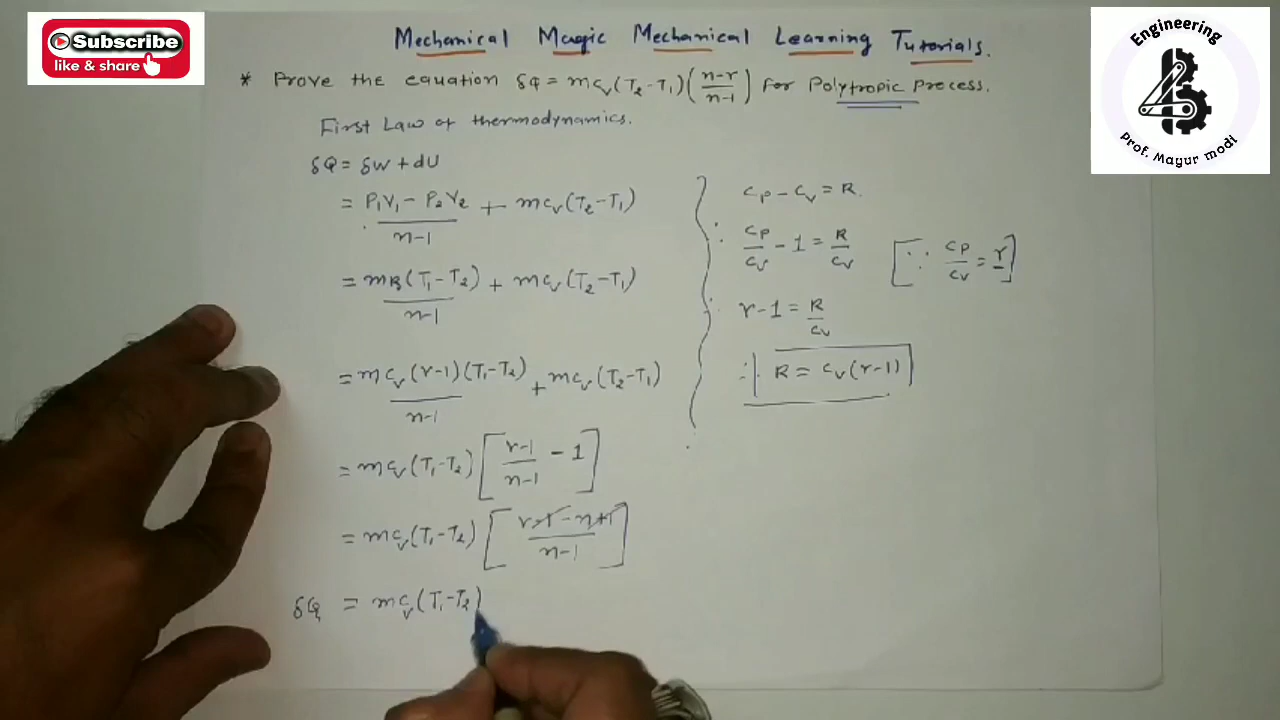 Subscribe
like & share
Engineering
Prof. Mayur modi
Mechanical Magic Mechanical Learning Tutorials.
* Prove the equation δQ = mcv(T2-T1)(n-r/n-1) for Polytropic Process.
First Law of thermodynamics.
δQ = δW + dU
= P1V1 - P2V2/n-1 + mcv(T2-T1)
= mR(T1-T2)/n-1 + mcv(T2-T1)
= mcv(r-1)(T1-T2)/n-1 + mcv(T2-T1)
= mcv(T1-T2)[r-1/n-1 - 1]
= mcv(T1-T2)[r-1-n+1/n-1]
δQ = mcv(T1-T2)
cp - cv = R
∴ cp/cv - 1 = R/cv [∵ cp/cv = r]
r-1 = R/cv
∴ R = cv(r-1)